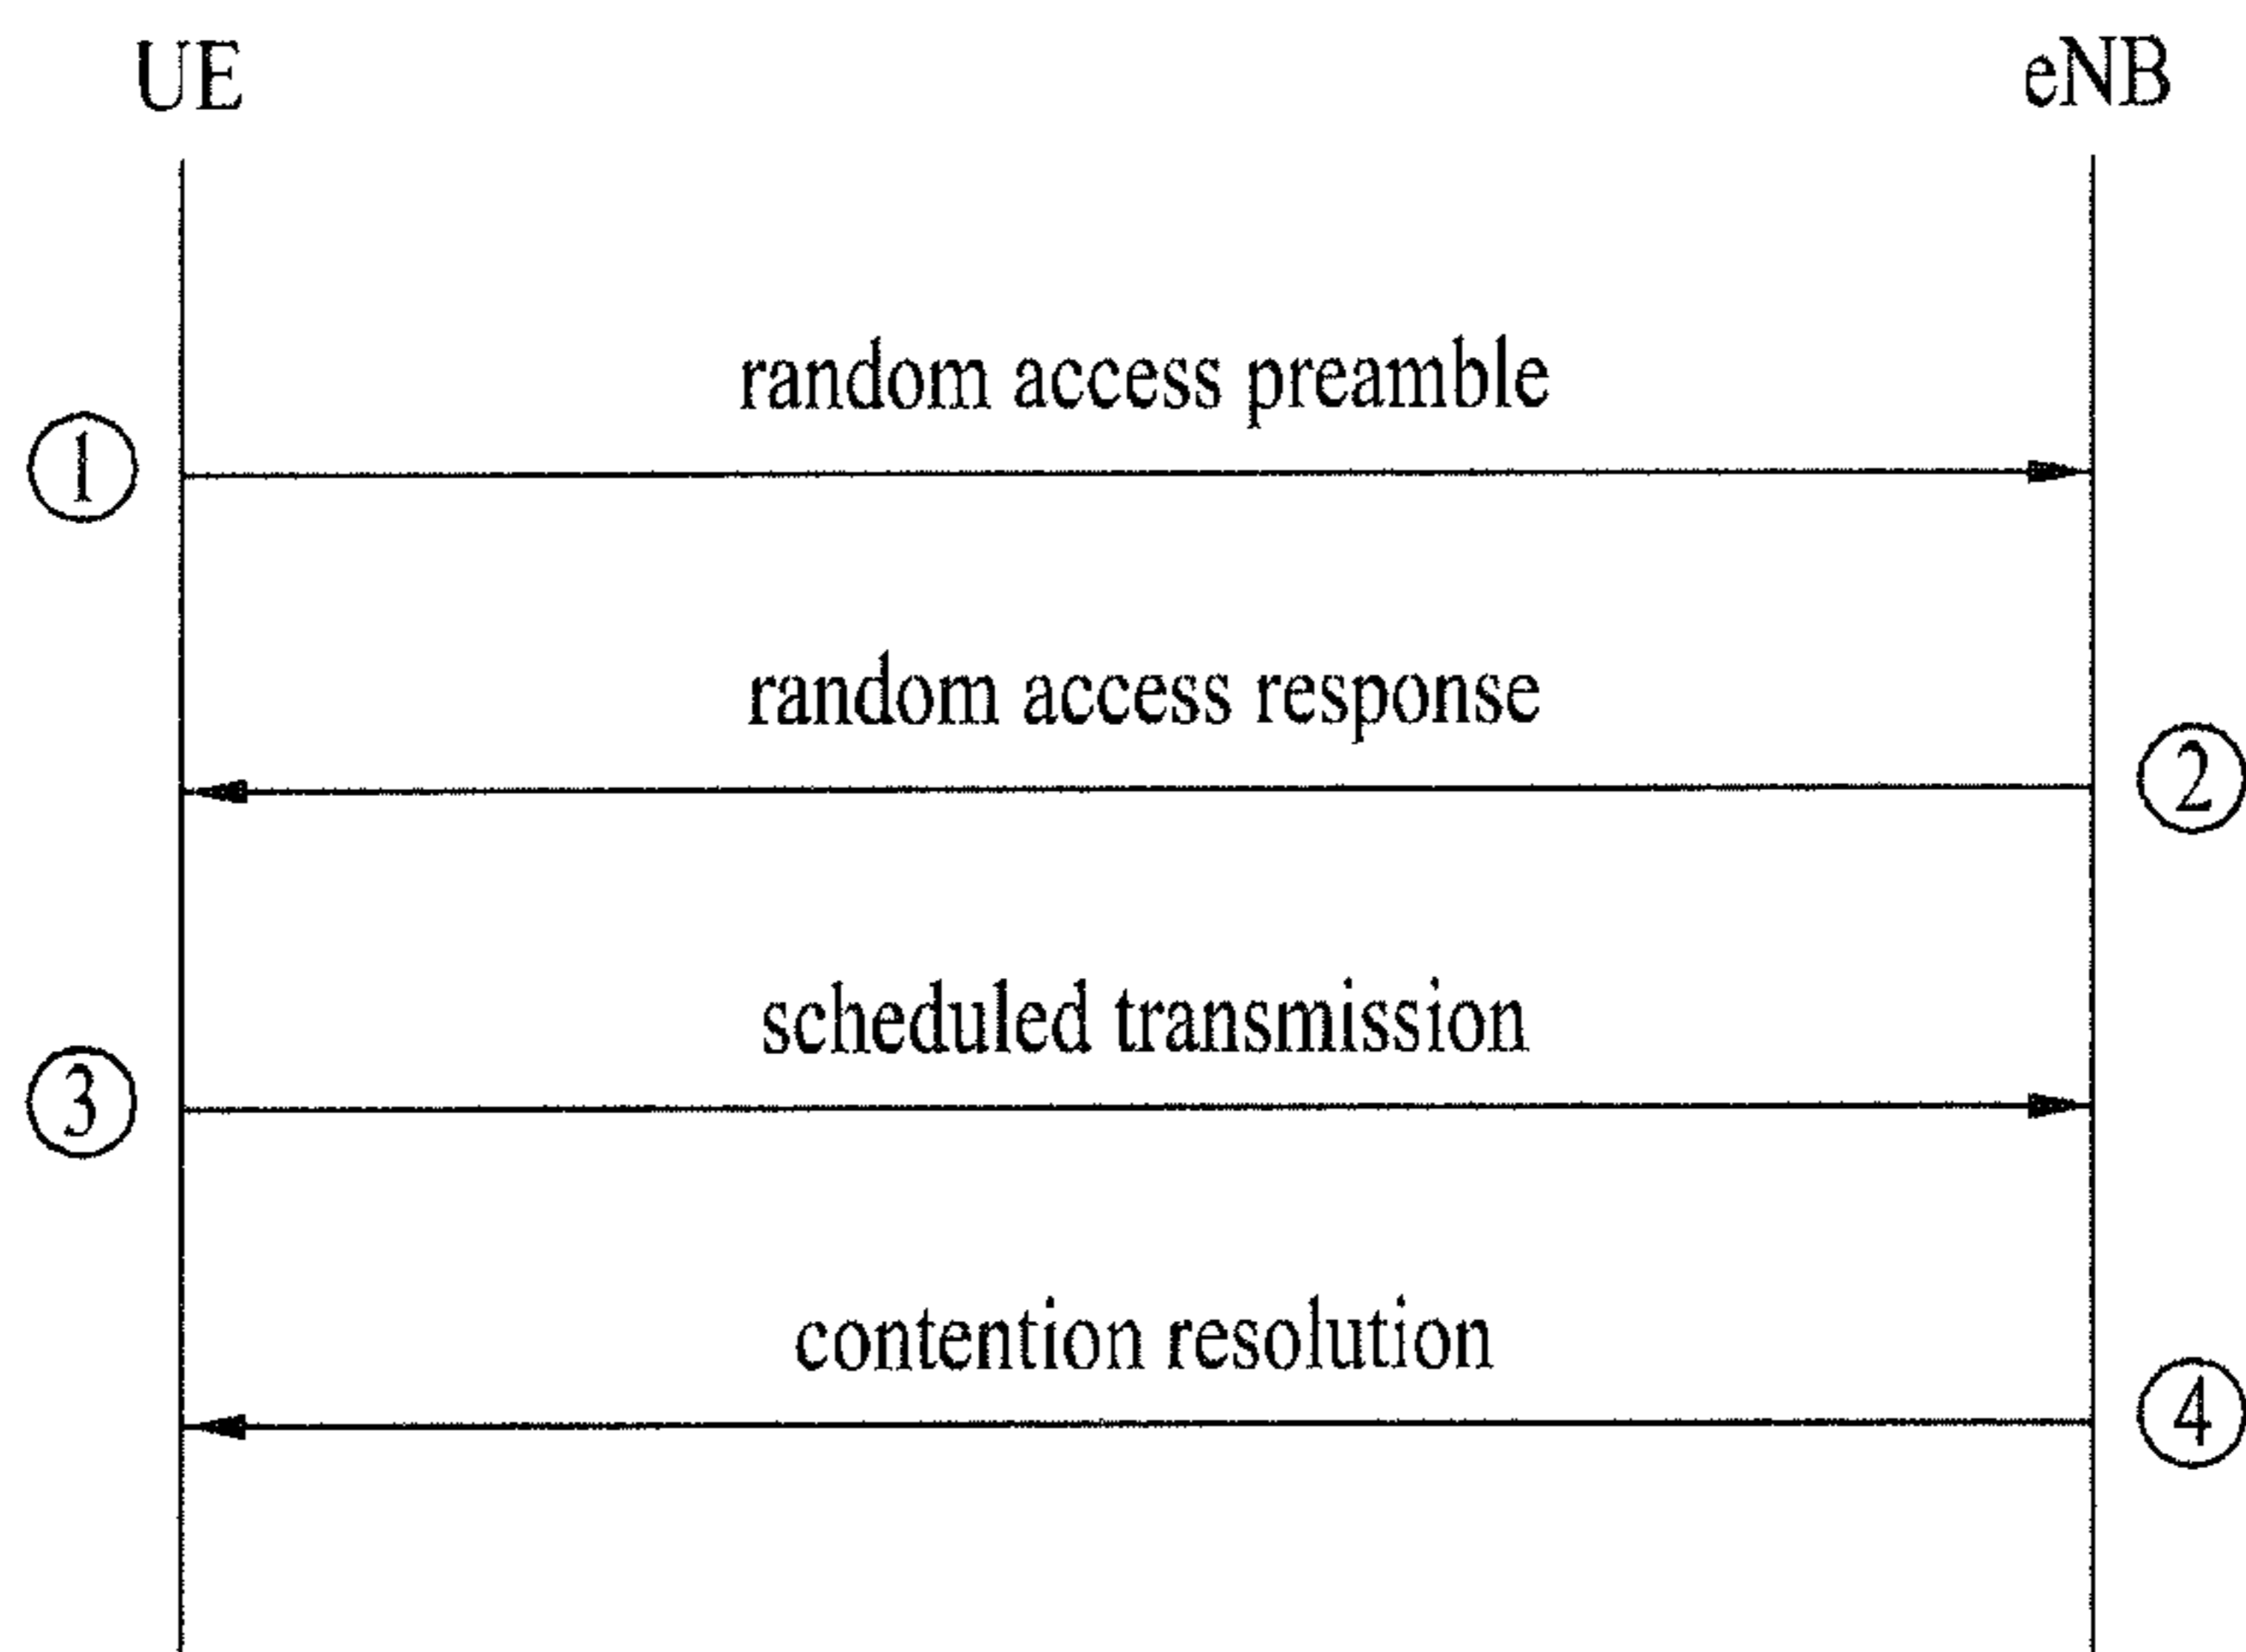 UE eNB
random access preamble
①
random access response
②
scheduled transmission
③
contention resolution
④